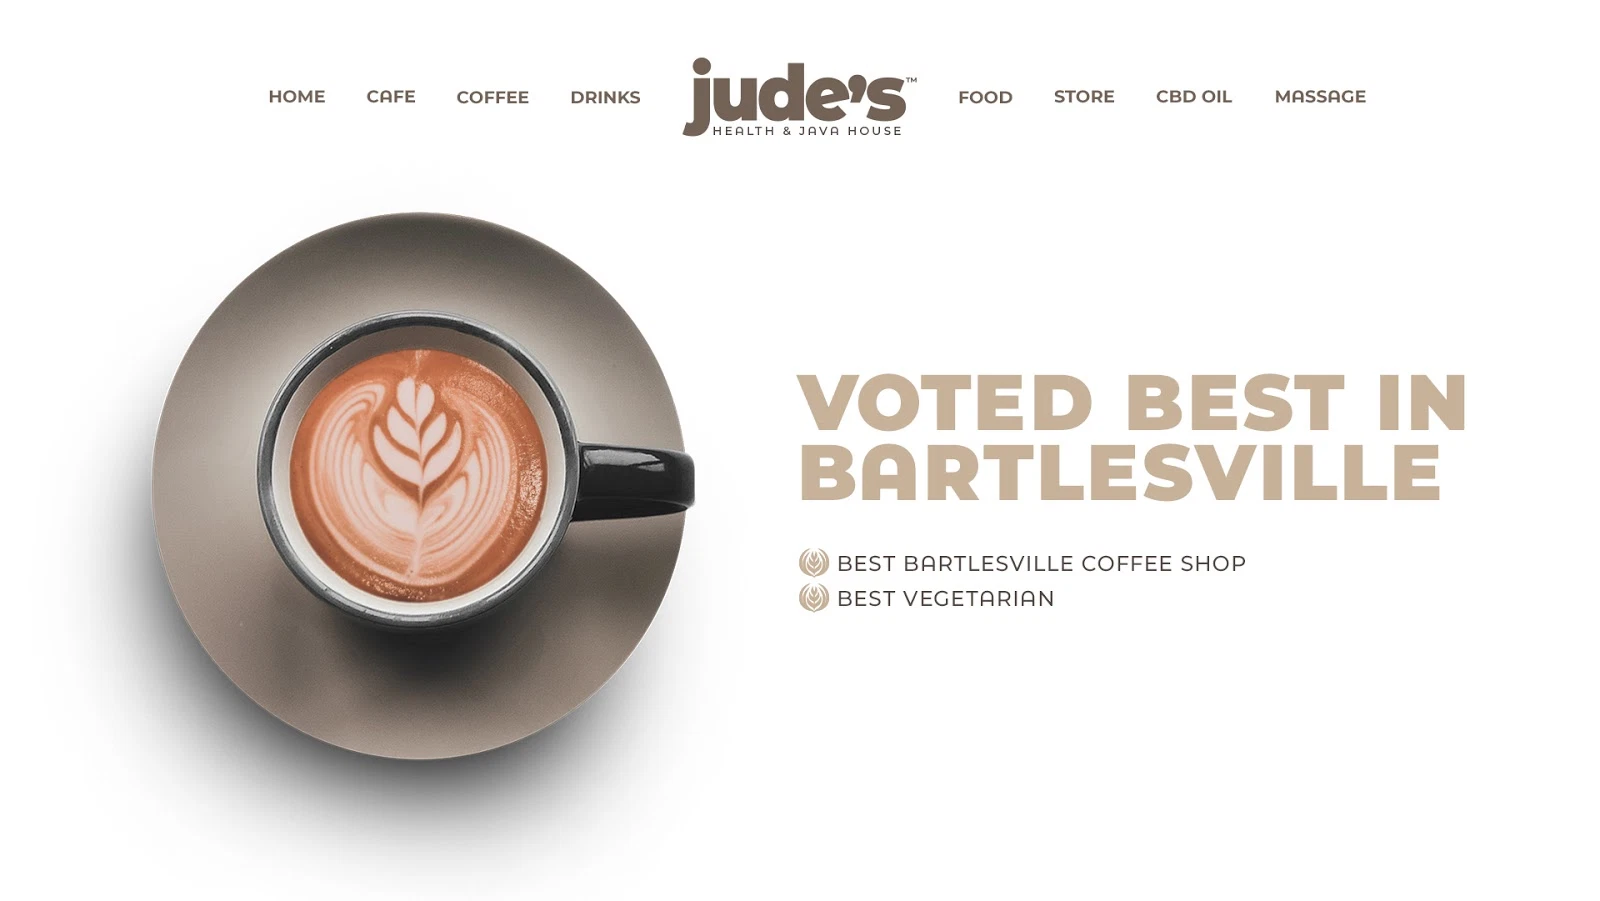 HOME CAFE COFFEE DRINKS jude's™ FOOD STORE CBD OIL MASSAGE
HEALTH & JAVA HOUSE
VOTED BEST IN
BARTLESVILLE
BEST BARTLESVILLE COFFEE SHOP
BEST VEGETARIAN